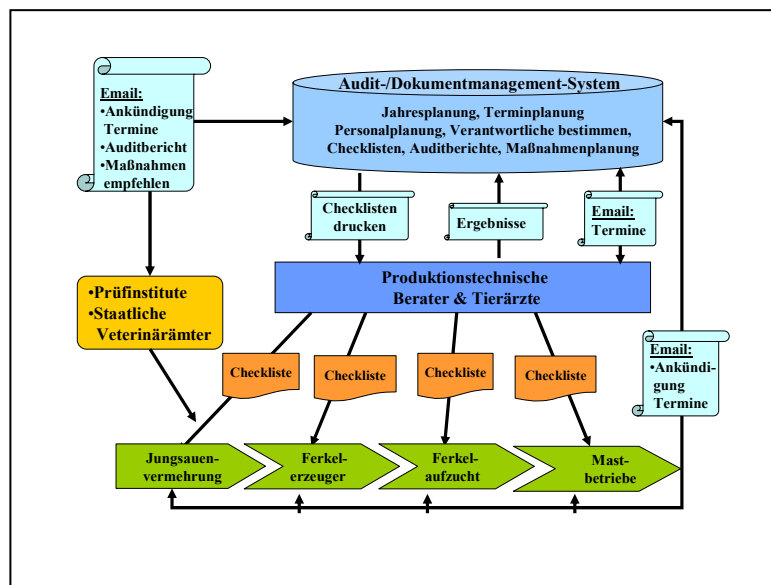 Audit-/Dokumentmanagement-System
Jahresplanung, Terminplanung
Personalplanung, Verantwortliche bestimmen,
Checklisten, Auditberichte, Maßnahmenplanung
Email:
•Ankündigung
Termine
•Auditbericht
•Maßnahmen
empfehlen
Checklisten
drucken
Ergebnisse
Email:
Termine
Produktionstechnische
Berater & Tierärzte
•Prüfinstitute
•Staatliche
Veterinärämter
Checkliste
Checkliste
Checkliste
Checkliste
Email:
•Ankündi-
gung
Termine
Jungsauen-
vermehrung
Ferkel-
erzeuger
Ferkel-
aufzucht
Mast-
betriebe